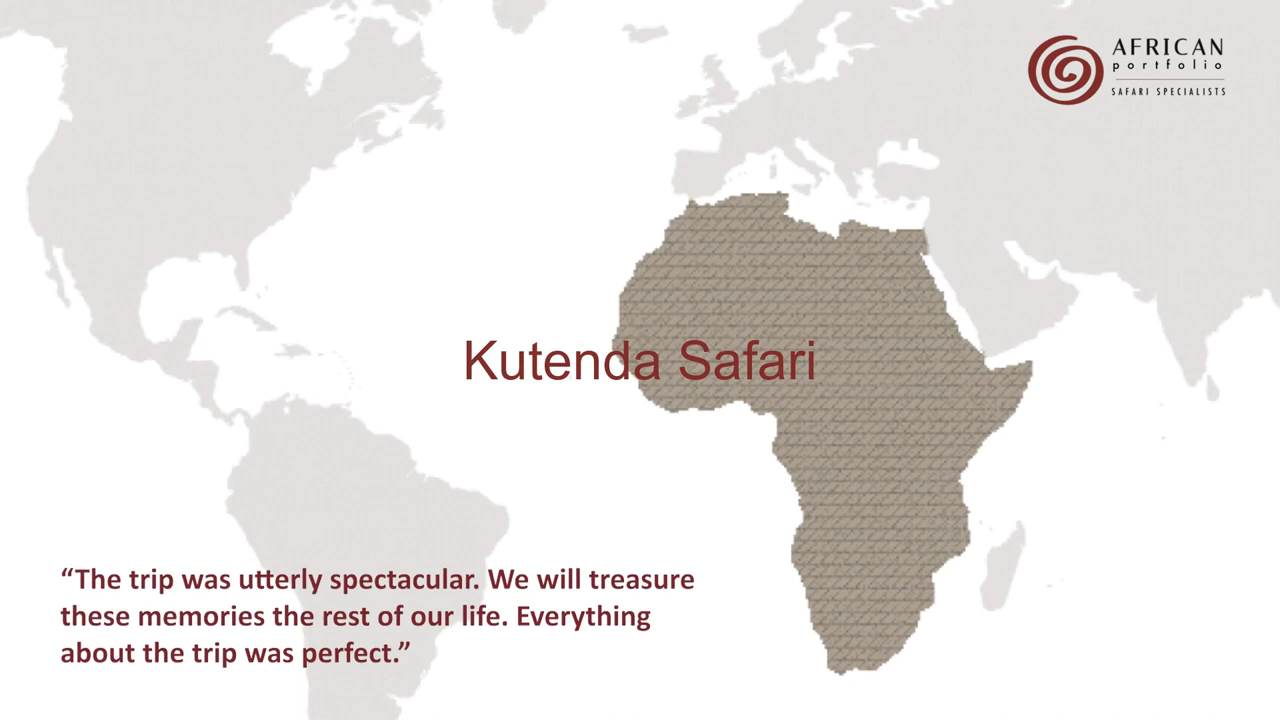 AFRICAN
portfolio
SAFARI SPECIALISTS
Kutenda Safari
“The trip was utterly spectacular. We will treasure
these memories the rest of our life. Everything
about the trip was perfect.”